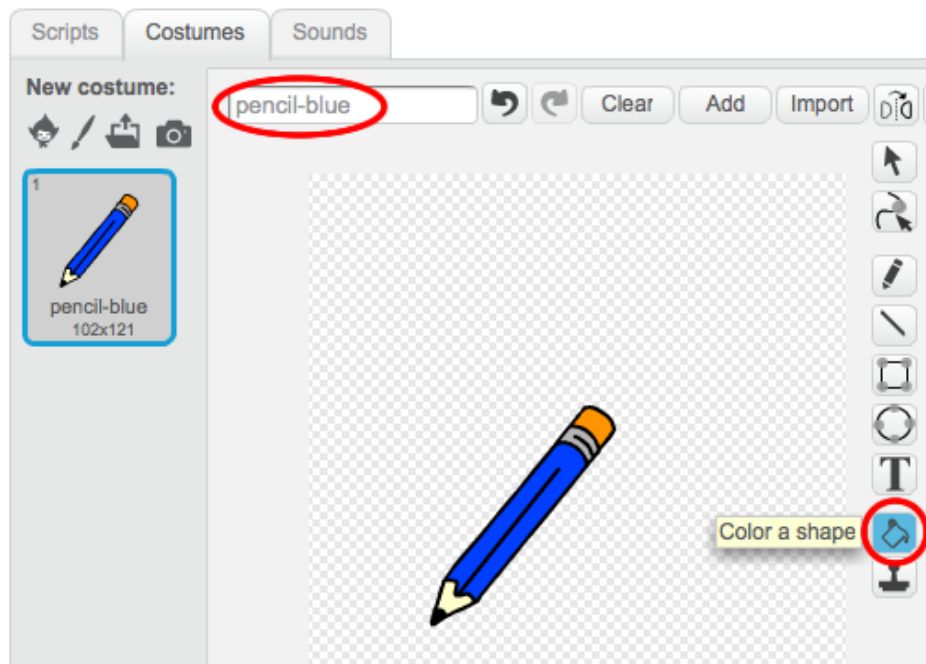 Scripts
Costumes
Sounds
New costume:
pencil-blue
Clear
Add
Import
1
pencil-blue
102x121
T
Color a shape